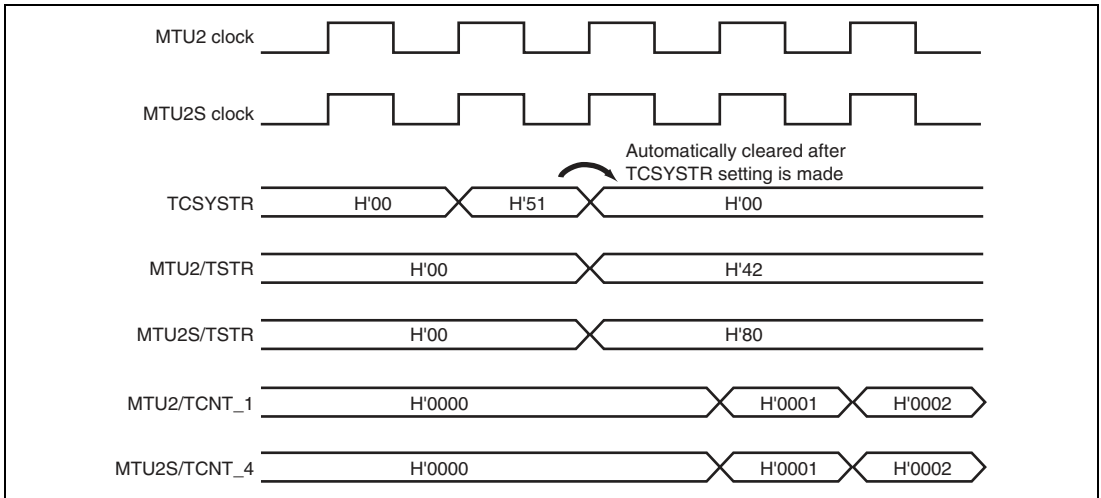 MTU2 clock
MTU2S clock
Automatically cleared after
TCSYSTR setting is made
TCSYSTR H'00 H'51 H'00
MTU2/TSTR H'00 H'42
MTU2S/TSTR H'00 H'80
MTU2/TCNT_1 H'0000 H'0001 H'0002
MTU2S/TCNT_4 H'0000 H'0001 H'0002